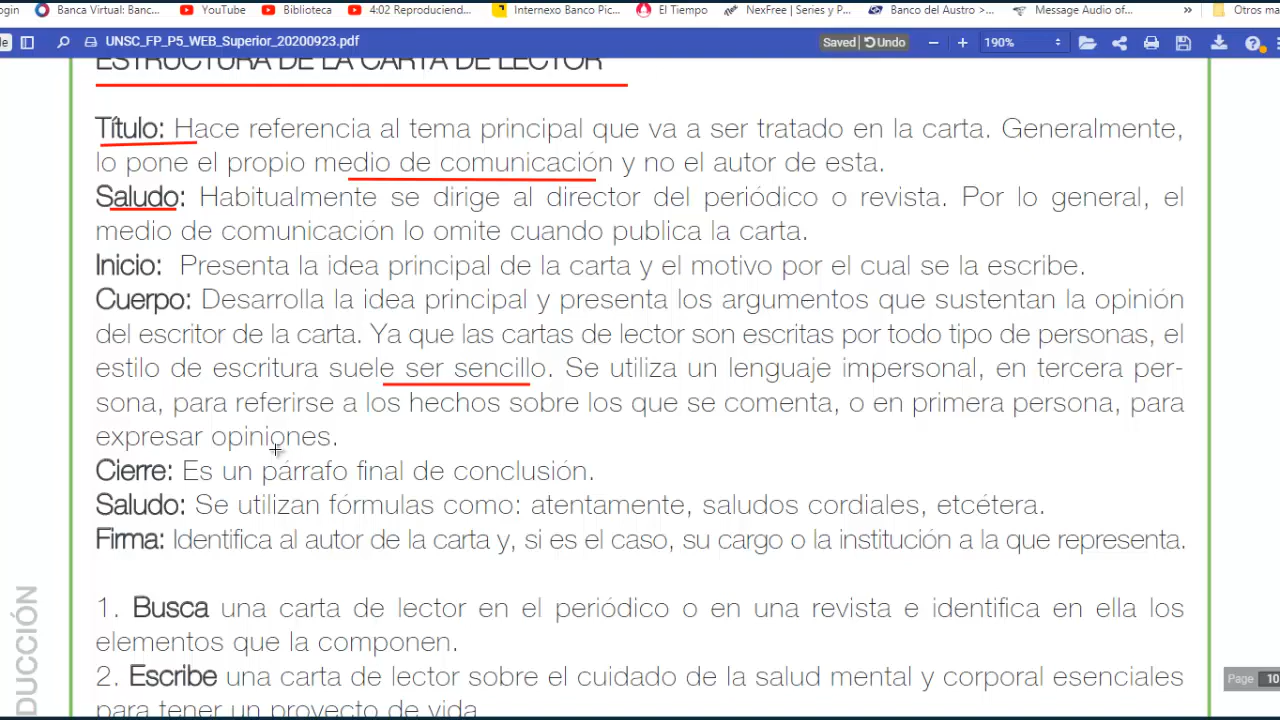 ogin Banca Virtual: Banc... YouTube Biblioteca 4:02 Reproduciend... Internexo Banco Pic... El Tiempo NexFree | Series y P... Banco del Austro >... Message Audio of... » Otros ma
de UNSC_FP_P5_WEB_Superior_20200923.pdf Saved Undo 190%
ESTRUCTURA DE LA CARTA DE LECTOR
Título: Hace referencia al tema principal que va a ser tratado en la carta. Generalmente,
lo pone el propio medio de comunicación y no el autor de esta.
Saludo: Habitualmente se dirige al director del periódico o revista. Por lo general, el
medio de comunicación lo omite cuando publica la carta.
Inicio: Presenta la idea principal de la carta y el motivo por el cual se la escribe.
Cuerpo: Desarrolla la idea principal y presenta los argumentos que sustentan la opinión
del escritor de la carta. Ya que las cartas de lector son escritas por todo tipo de personas, el
estilo de escritura suele ser sencillo. Se utiliza un lenguaje impersonal, en tercera per-
sona, para referirse a los hechos sobre los que se comenta, o en primera persona, para
expresar opiniones.
Cierre: Es un párrafo final de conclusión.
Saludo: Se utilizan fórmulas como: atentamente, saludos cordiales, etcétera.
Firma: Identifica al autor de la carta y, si es el caso, su cargo o la institución a la que representa.
1. Busca una carta de lector en el periódico o en una revista e identifica en ella los
elementos que la componen.
2. Escribe una carta de lector sobre el cuidado de la salud mental y corporal esenciales
para tener un proyecto de vida
DUCCIÓN
Page 10